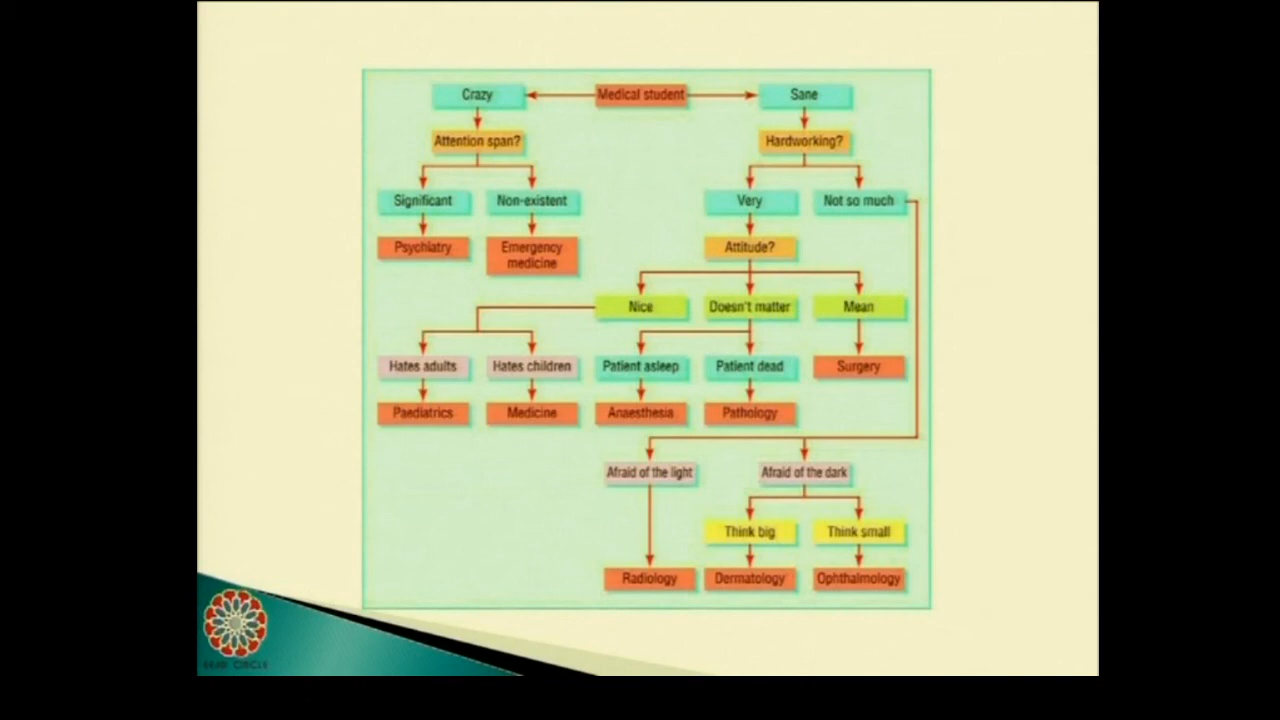 Crazy
Medical student
Sane
Attention span?
Hardworking?
Significant
Non-existent
Very
Not so much
Psychiatry
Emergency
medicine
Attitude?
Nice
Doesn't matter
Mean
Hates adults
Hates children
Patient asleep
Patient dead
Surgery
Paediatrics
Medicine
Anaesthesia
Pathology
Afraid of the light
Afraid of the dark
Think big
Think small
Radiology
Dermatology
Ophthalmology
CIRCLE